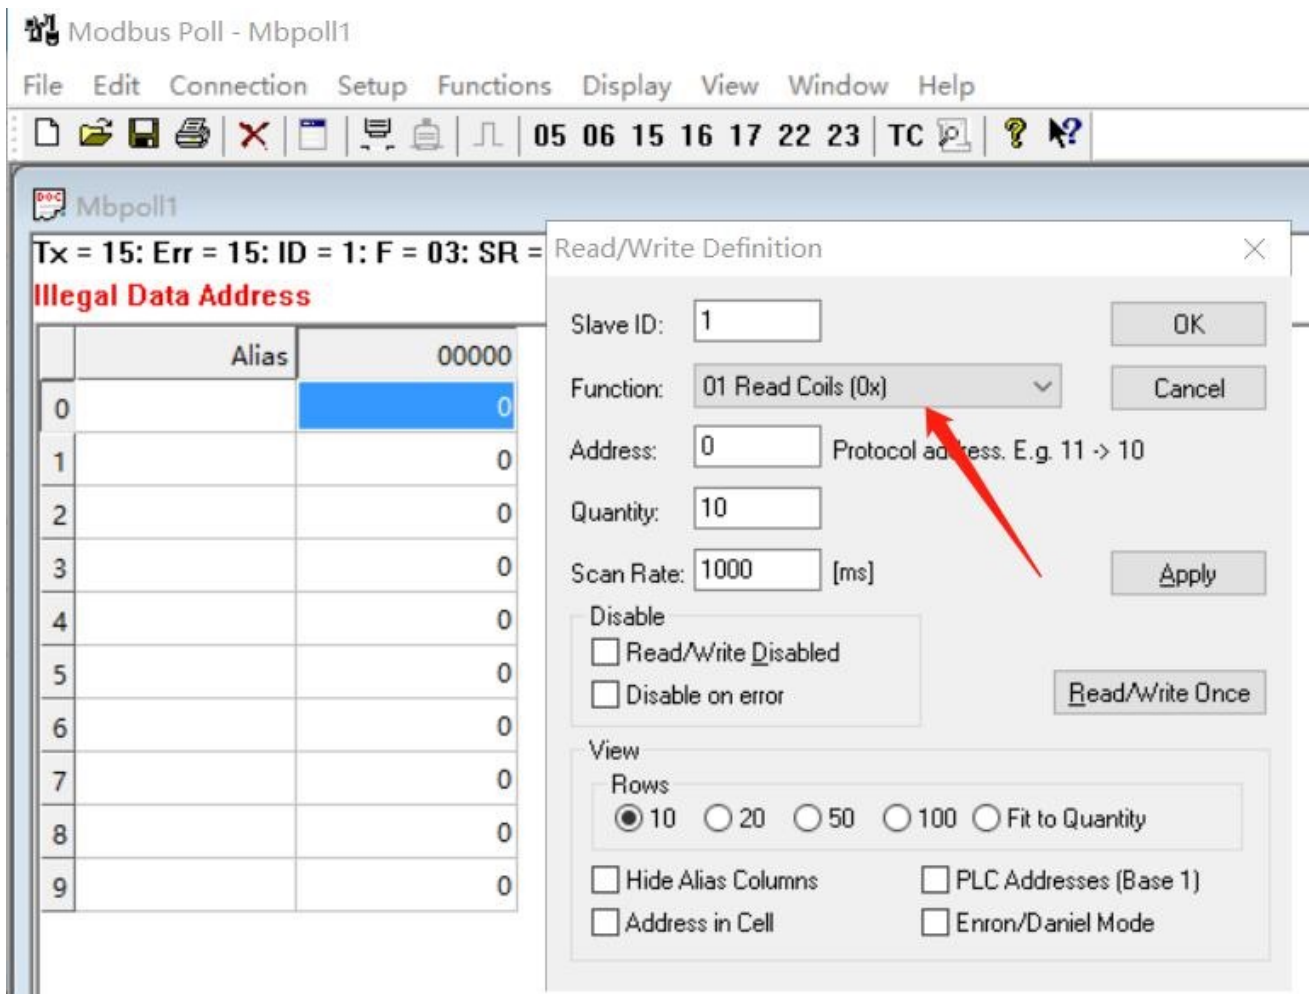 Modbus Poll - Mbpoll1
File Edit Connection Setup Functions Display View Window Help
05 06 15 16 17 22 23 TC
Mbpoll1
Tx = 15: Err = 15: ID = 1: F = 03: SR =
Illegal Data Address
Alias 00000
0 0
1 0
2 0
3 0
4 0
5 0
6 0
7 0
8 0
9 0
Read/Write Definition
Slave ID: 1 OK
Function: 01 Read Coils (0x) Cancel
Address: 0 Protocol address. E.g. 11 -> 10
Quantity: 10
Scan Rate: 1000 [ms] Apply
Disable
Read/Write Disabled
Disable on error
Read/Write Once
View
Rows
10 20 50 100 Fit to Quantity
Hide Alias Columns PLC Addresses (Base 1)
Address in Cell Enron/Daniel Mode